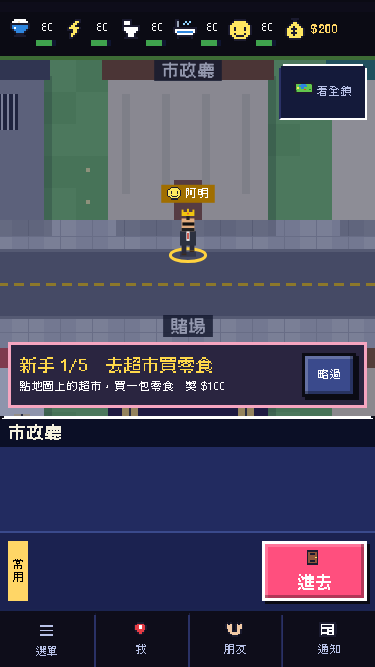 80 80 80 80 80 $200
市政廳
看全鎮
阿明
賭場
新手 1/5 去超市買零食
點地圖上的超市，買一包零食 獎 $100
略過
市政廳
常用
進去
選單 我 朋友 通知